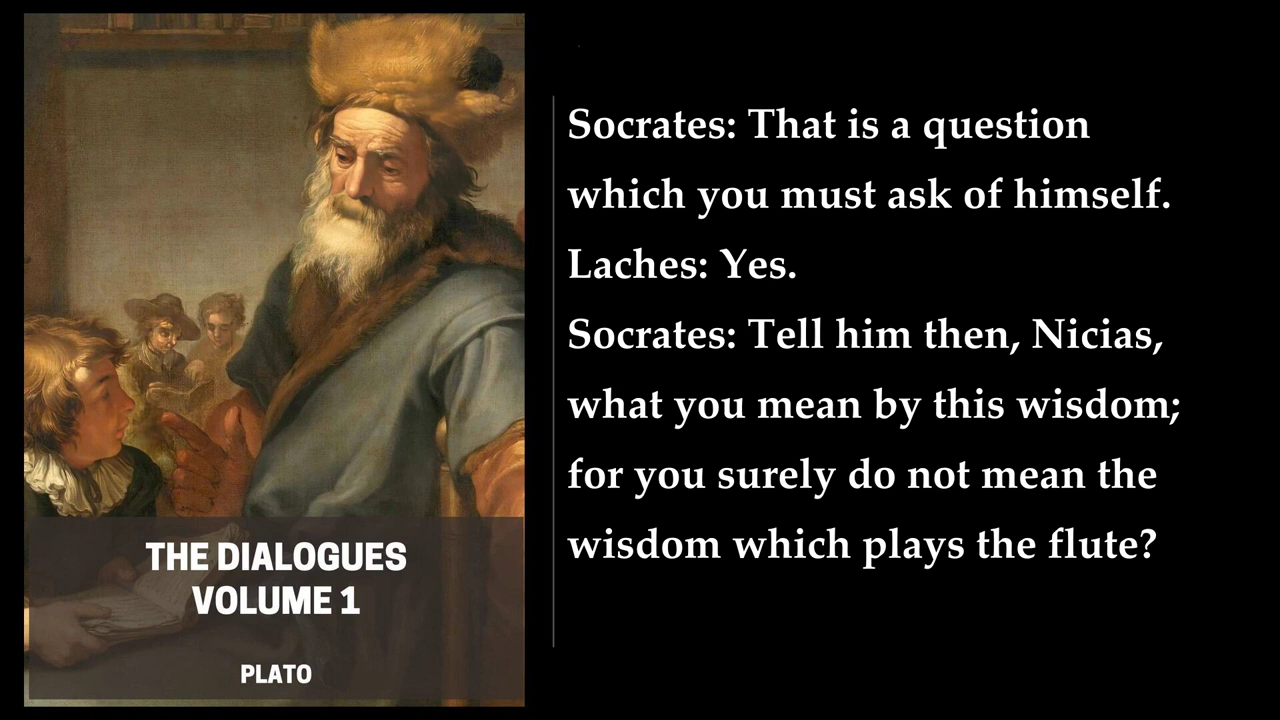 Socrates: That is a question
which you must ask of himself.
Laches: Yes.
Socrates: Tell him then, Nicias,
what you mean by this wisdom;
for you surely do not mean the
wisdom which plays the flute?
THE DIALOGUES
VOLUME 1
PLATO